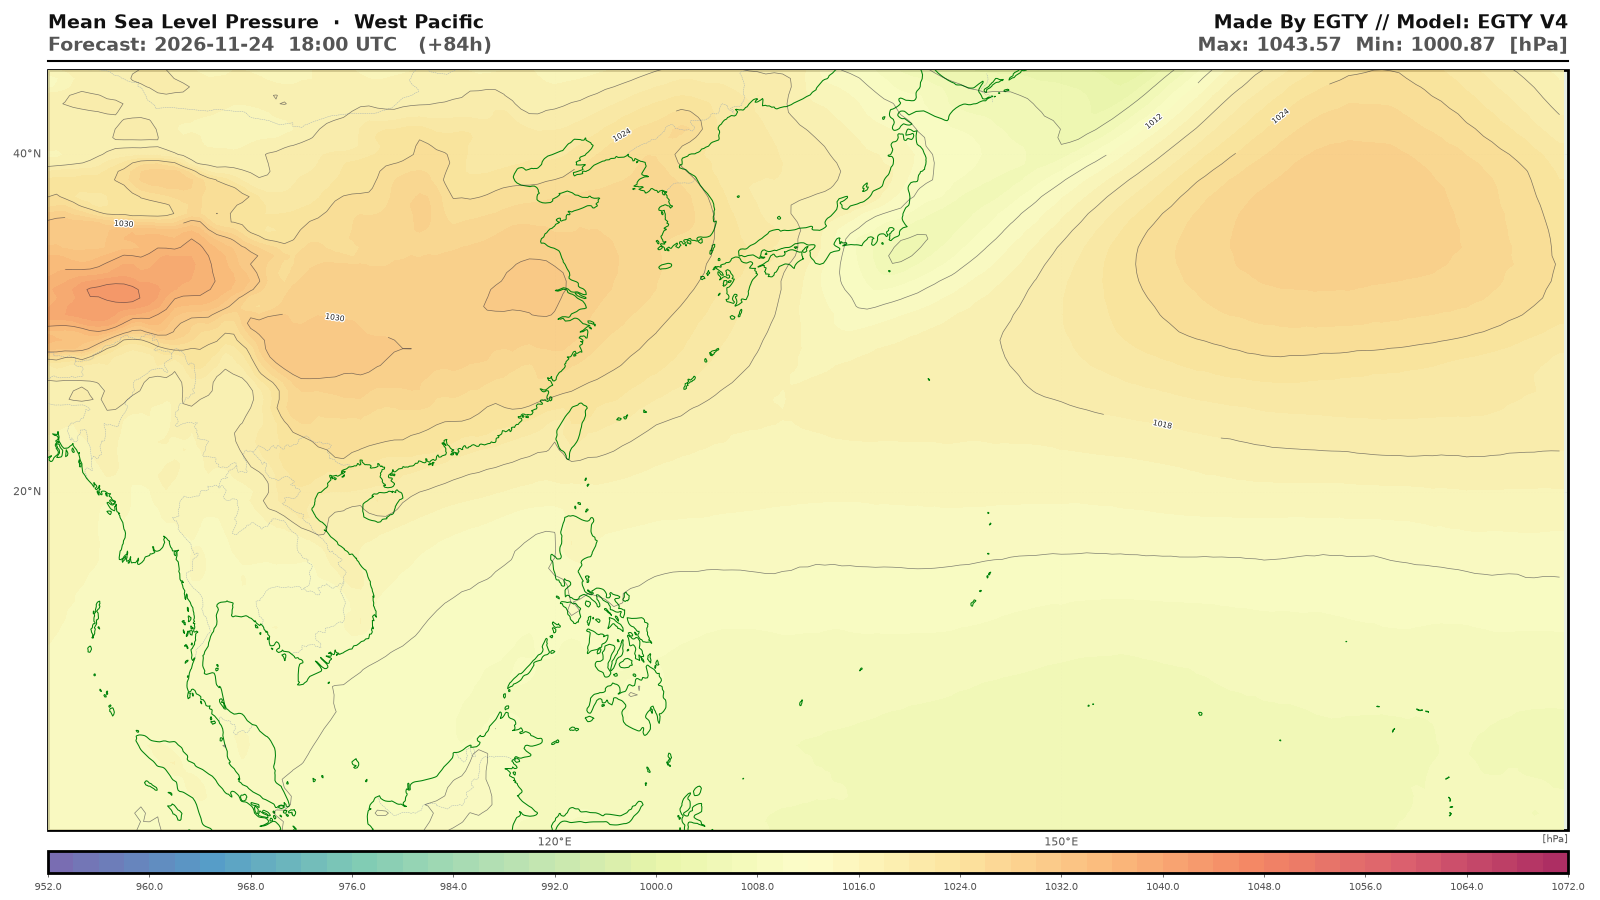 Mean Sea Level Pressure · West Pacific
Made By EGTY // Model: EGTY V4
Forecast: 2026-11-24 18:00 UTC (+84h)
Max: 1043.57 Min: 1000.87 [hPa]
1012
1024
1024
40°N
1030
1030
1018
20°N
120°E
150°E
[hPa]
952.0 960.0 968.0 976.0 984.0 992.0 1000.0 1008.0 1016.0 1024.0 1032.0 1040.0 1048.0 1056.0 1064.0 1072.0